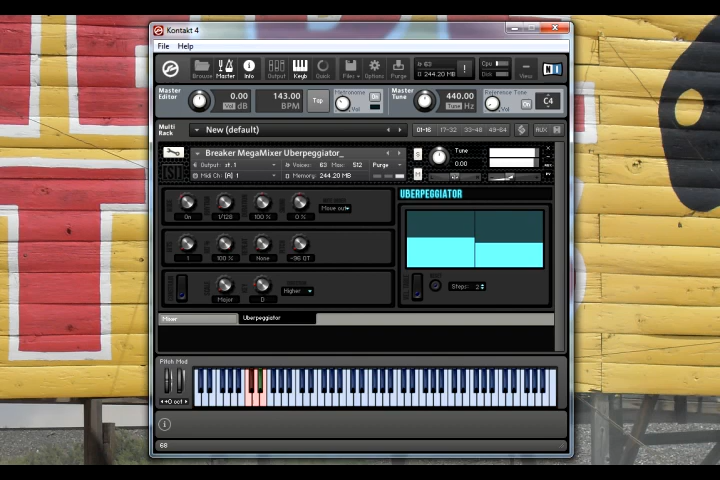 Kontakt 4
File Help
Browse Master Info Output Keyb Quick Files Options Purge 63 244.20 MB ! Cpu Disk View NI
Master Editor 0.00 Vol dB 143.00 BPM Tap Metronome On Vol Master Tune 440.00 Tune Hz Reference Tone On Vol C4
Multi Rack New (default) 01-16 17-32 33-48 49-64 AUX
Breaker MegaMixer Uberpeggiator_ S Tune
Output: st.1 Voices: 63 Max: 512 Purge 0.00
Midi Ch: [A] 1 Memory: 244.20 MB M
UBERPEGGIATOR
On 1/128 100 % 0 % Move out
1 100 % None -96 QT
Major D Higher
Steps: 2
Mixer Uberpeggiator
Pitch Mod
+0 oct
68